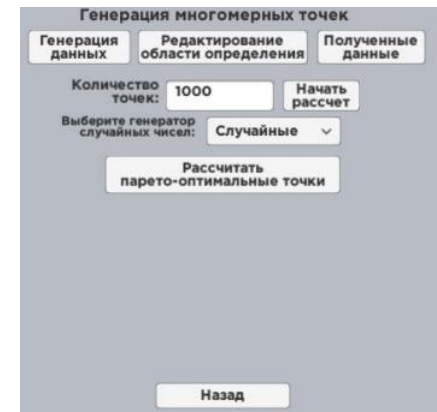 Генерация многомерных точек
Генерация Редактирование Полученные
данных области определения данные
Количество
точек: 1000 Начать
рассчет
Выберите генератор
случайных чисел: Случайные
Рассчитать
парето-оптимальные точки
Назад